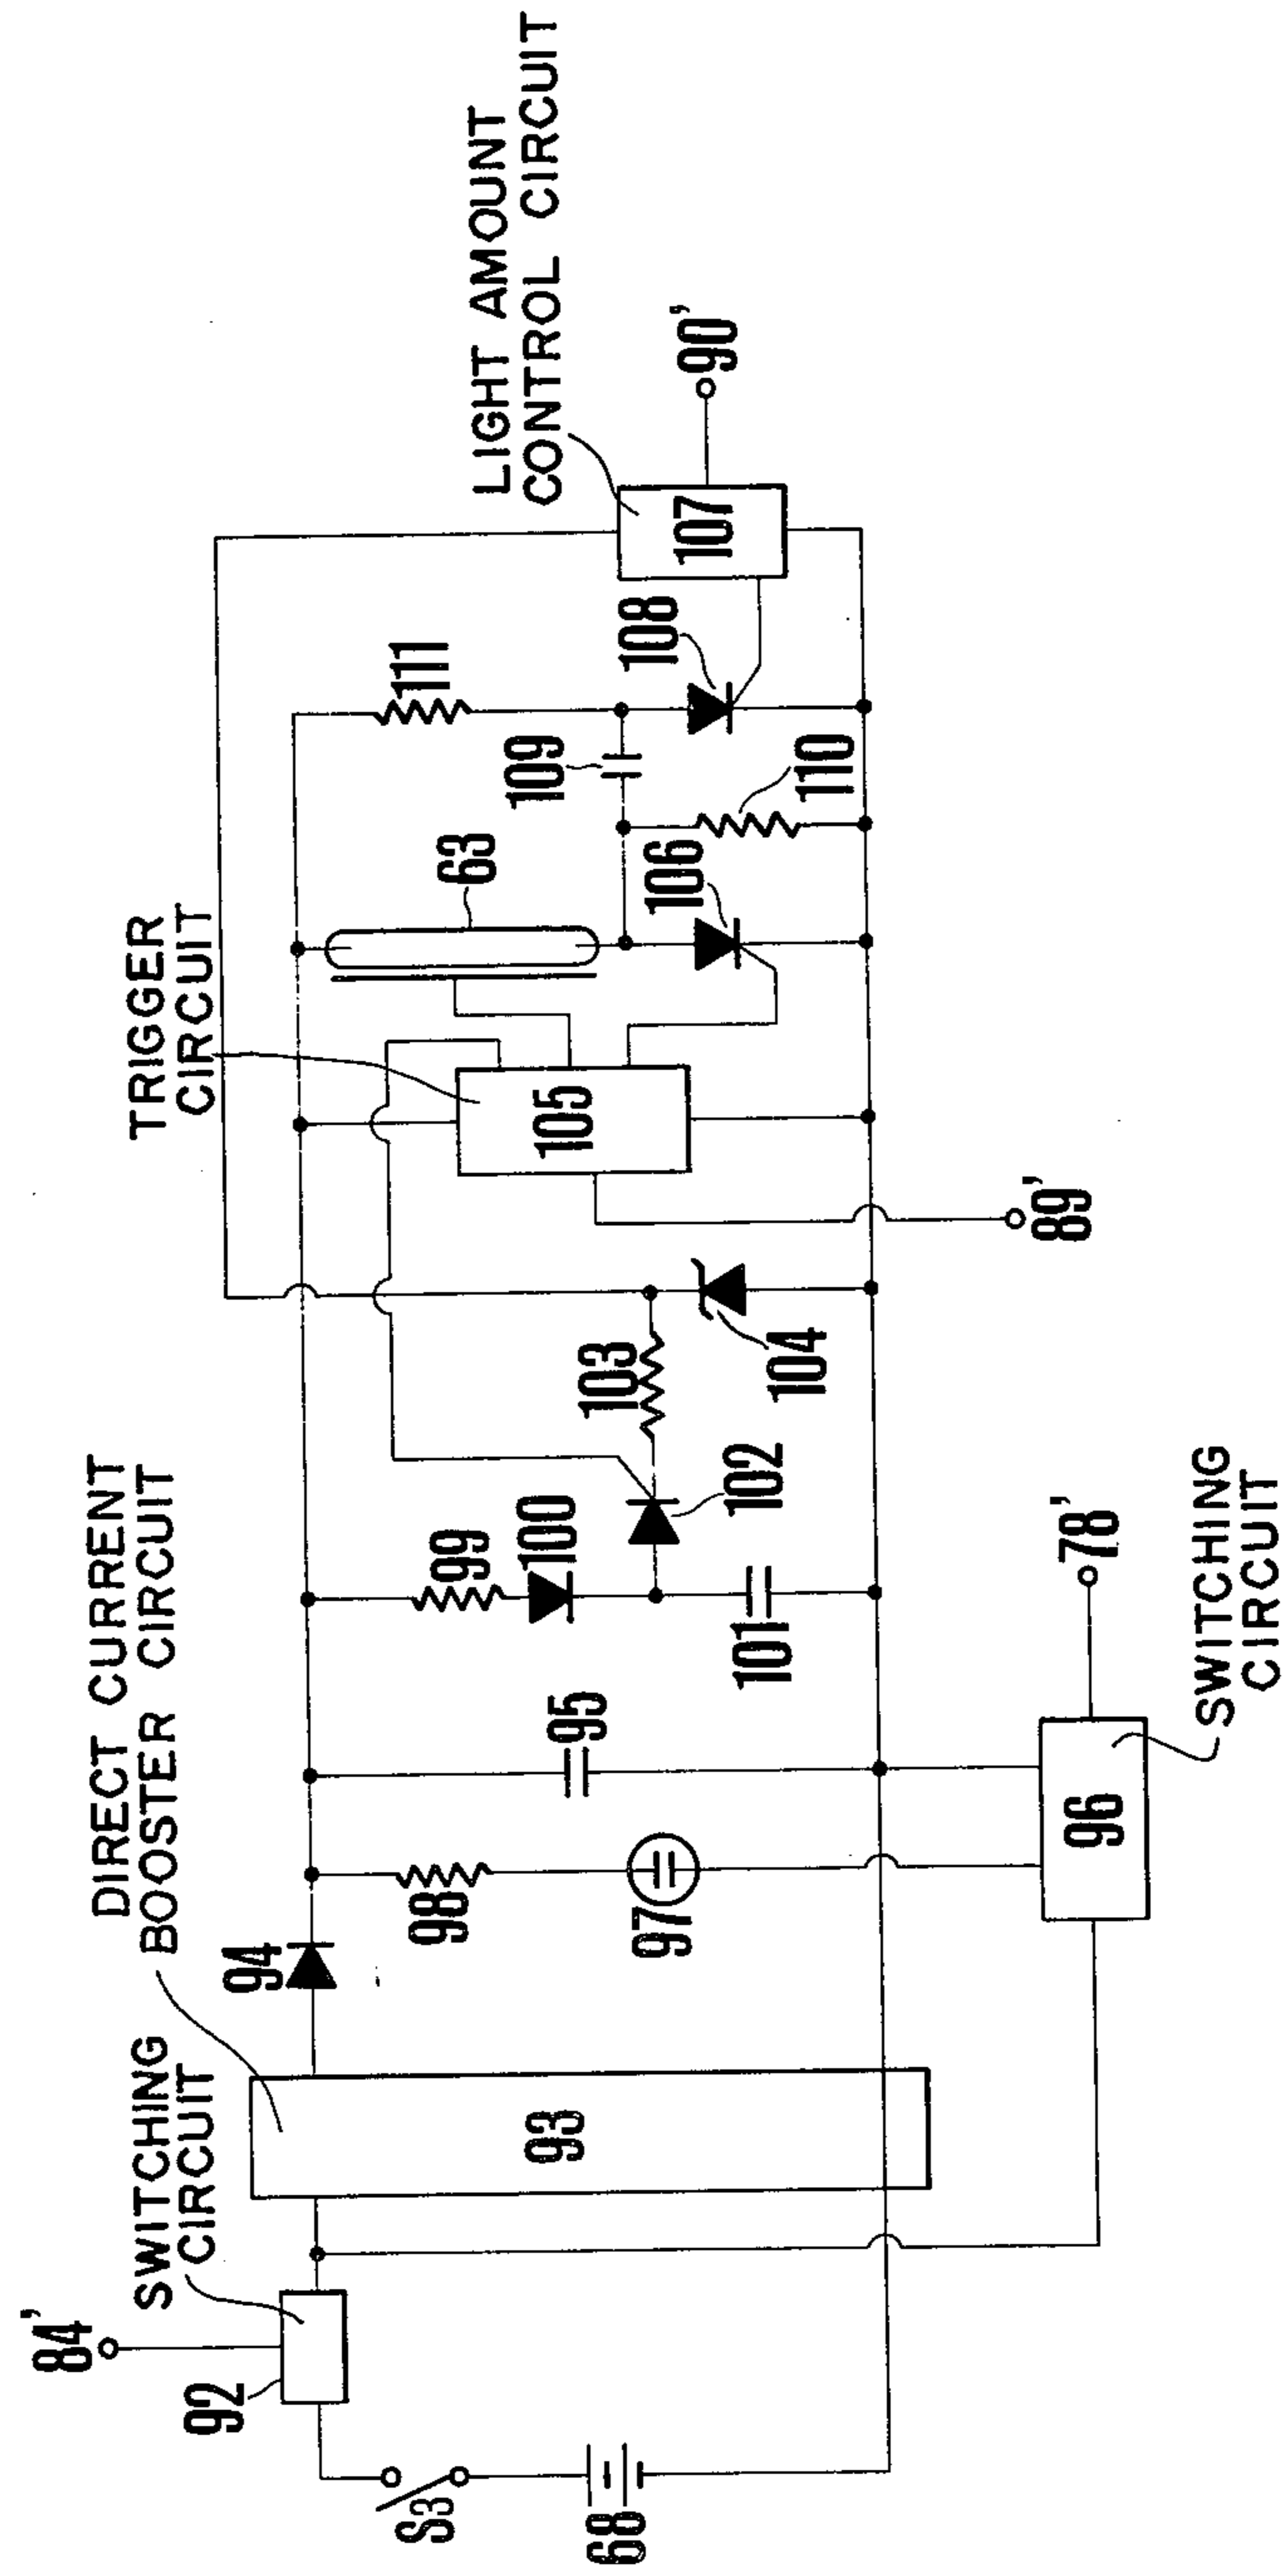 84'
92
SWITCHING
CIRCUIT
S3
68
93
DIRECT CURRENT
BOOSTER CIRCUIT
94
98
97
95
96
78'
SWITCHING
CIRCUIT
99
100
101
102
103
104
89'
TRIGGER
CIRCUIT
105
63
106
109
110
111
108
107
90'
LIGHT AMOUNT
CONTROL CIRCUIT